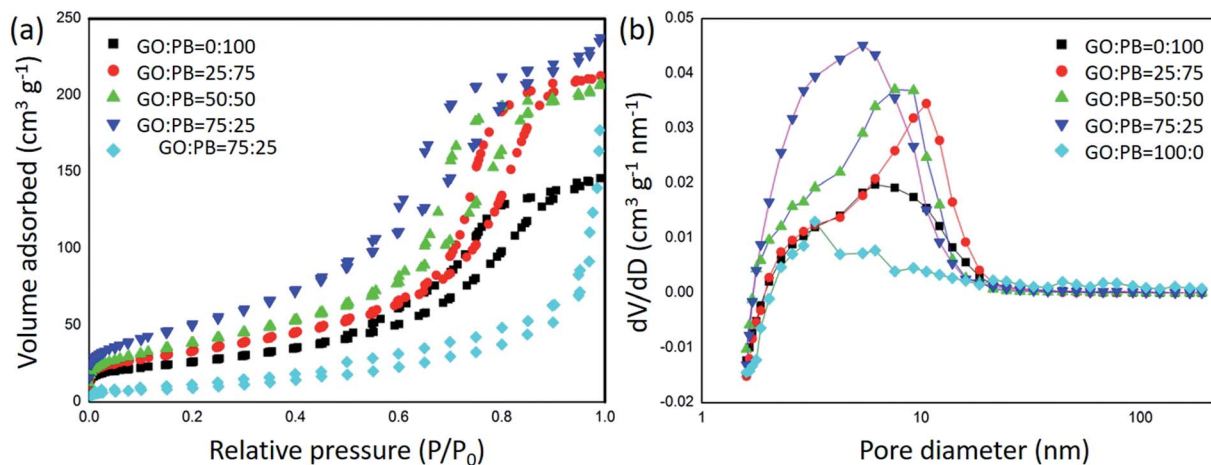 (a)
250
200
150
100
50
0
Volume adsorbed (cm³ g⁻¹)
GO:PB=0:100
GO:PB=25:75
GO:PB=50:50
GO:PB=75:25
GO:PB=75:25
0.0 0.2 0.4 0.6 0.8 1.0
Relative pressure (P/P₀)
(b)
0.05
0.04
0.03
0.02
0.01
0.00
-0.01
-0.02
dV/dD (cm³ g⁻¹ nm⁻¹)
GO:PB=0:100
GO:PB=25:75
GO:PB=50:50
GO:PB=75:25
GO:PB=100:0
1 10 100
Pore diameter (nm)